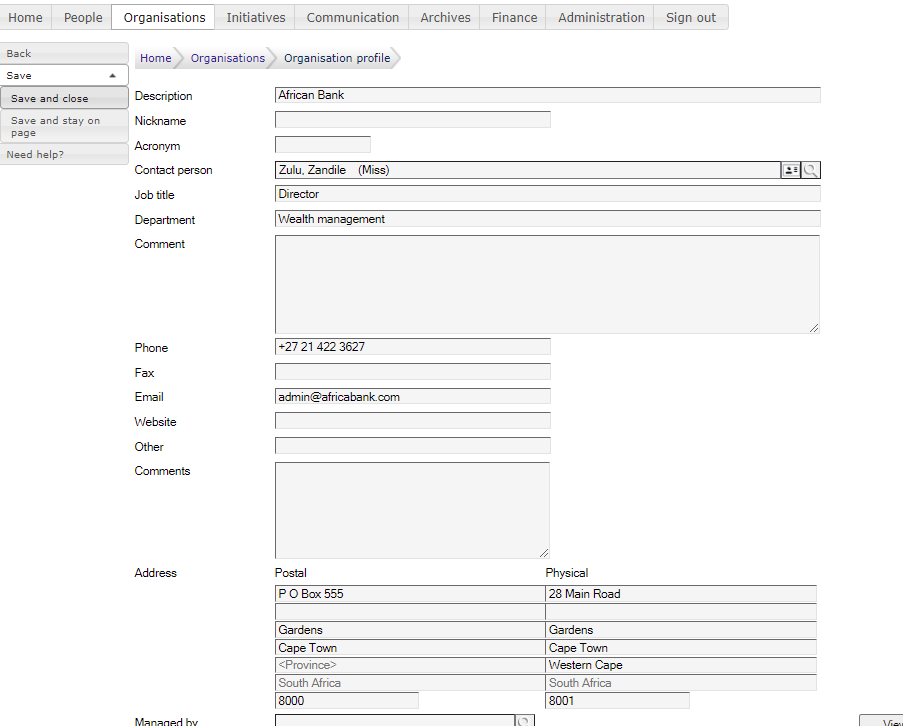 Home People Organisations Initiatives Communication Archives Finance Administration Sign out
Back
Save
Save and close
Save and stay on
page
Need help?
Home Organisations Organisation profile
Description African Bank
Nickname
Acronym
Contact person Zulu, Zandile (Miss)
Job title Director
Department Wealth management
Comment
Phone +27 21 422 3627
Fax
Email admin@africabank.com
Website
Other
Comments
Address Postal Physical
P O Box 555 28 Main Road
Gardens Gardens
Cape Town Cape Town
<Province> Western Cape
South Africa South Africa
8000 8001
Managed by